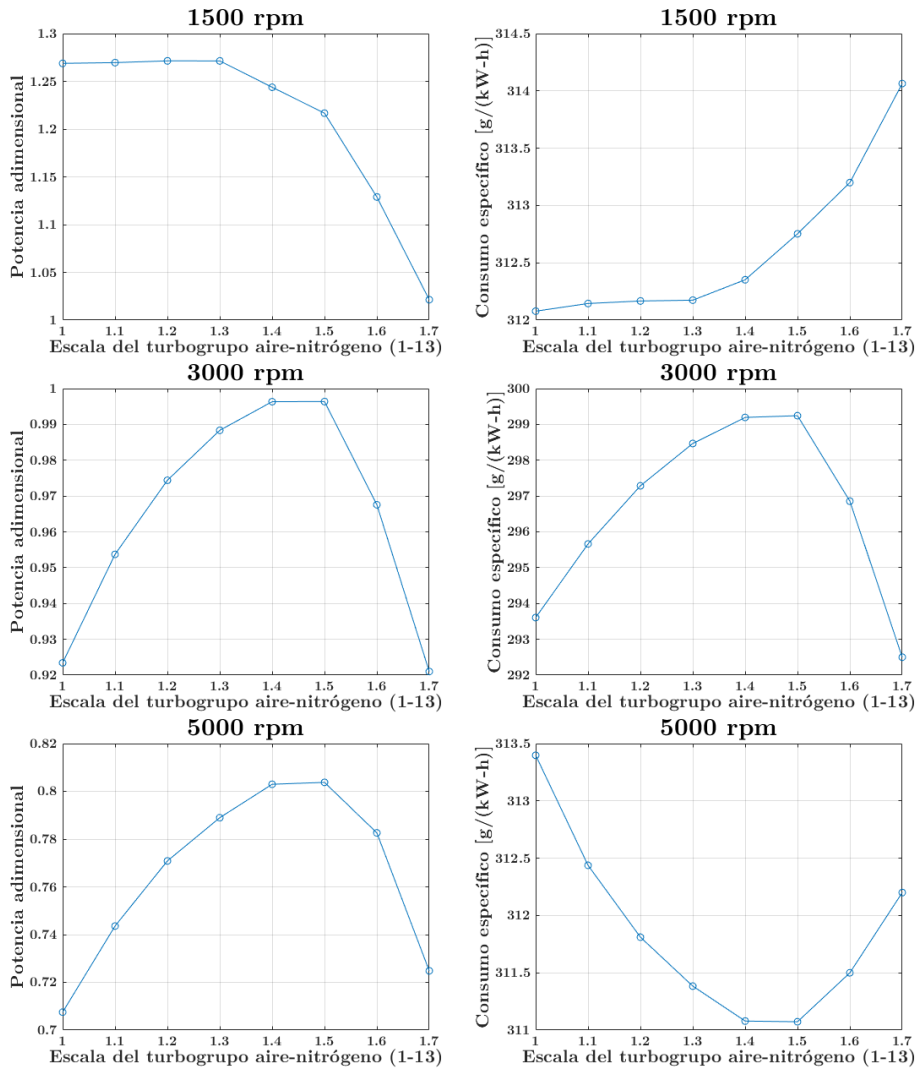 1500 rpm
Potencia adimensional
1.3
1.25
1.2
1.15
1.1
1.05
1
1 1.1 1.2 1.3 1.4 1.5 1.6 1.7
Escala del turbogrupo aire-nitrógeno (1-13)
1500 rpm
Consumo específico [g/(kW-h)]
314.5
314
313.5
313
312.5
312
1 1.1 1.2 1.3 1.4 1.5 1.6 1.7
Escala del turbogrupo aire-nitrógeno (1-13)
3000 rpm
Potencia adimensional
1
0.99
0.98
0.97
0.96
0.95
0.94
0.93
0.92
1 1.1 1.2 1.3 1.4 1.5 1.6 1.7
Escala del turbogrupo aire-nitrógeno (1-13)
3000 rpm
Consumo específico [g/(kW-h)]
300
299
298
297
296
295
294
293
292
1 1.1 1.2 1.3 1.4 1.5 1.6 1.7
Escala del turbogrupo aire-nitrógeno (1-13)
5000 rpm
Potencia adimensional
0.82
0.8
0.78
0.76
0.74
0.72
0.7
1 1.1 1.2 1.3 1.4 1.5 1.6 1.7
Escala del turbogrupo aire-nitrógeno (1-13)
5000 rpm
Consumo específico [g/(kW-h)]
313.5
313
312.5
312
311.5
311
1 1.1 1.2 1.3 1.4 1.5 1.6 1.7
Escala del turbogrupo aire-nitrógeno (1-13)